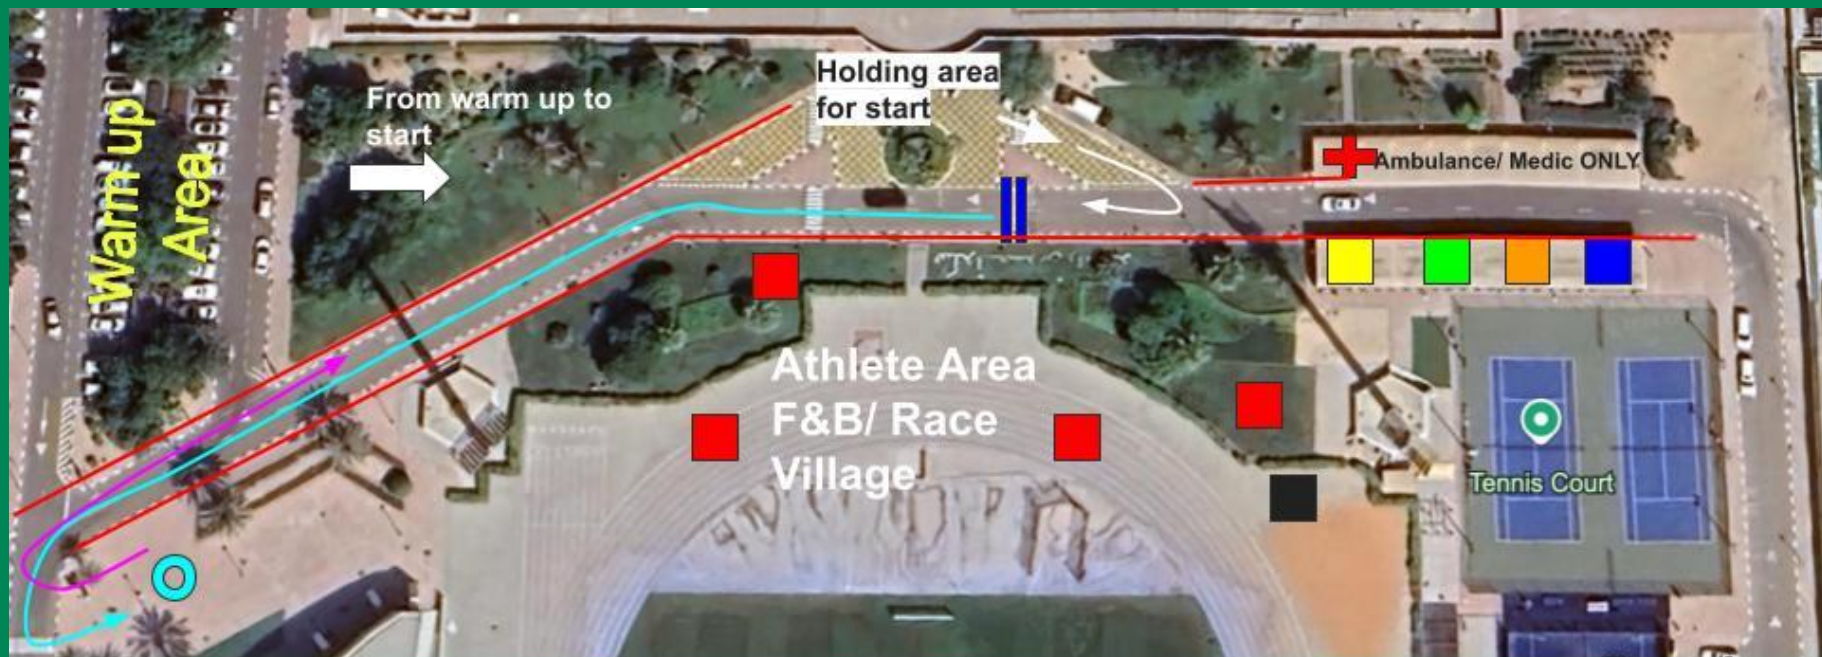 Warm up
Area
From warm up to
start
Holding area
for start
Ambulance/ Medic ONLY
Athlete Area
F&B/ Race
Village
Tennis Court